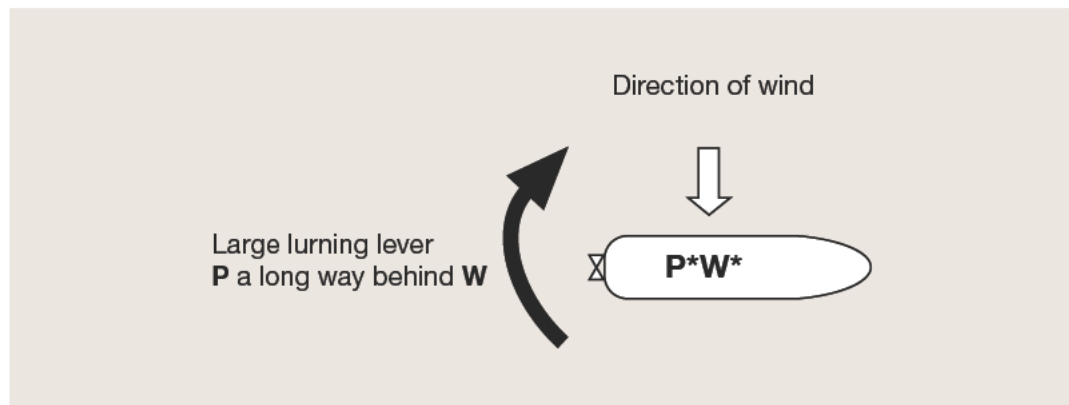 Direction of wind
Large lurning lever
P a long way behind W
P*W*